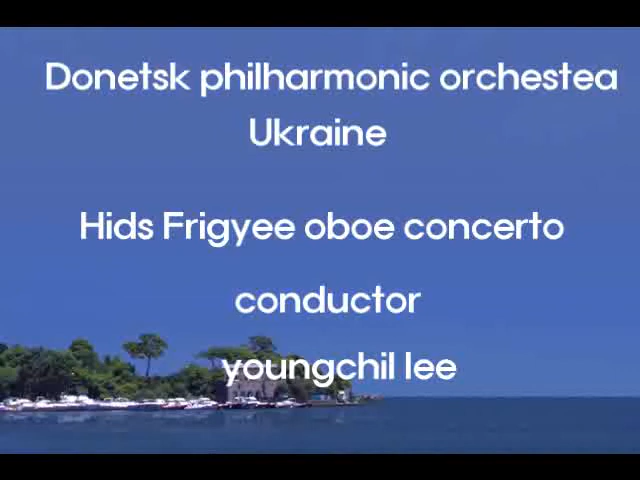 Donetsk philharmonic orchestea
Ukraine
Hids Frigyee oboe concerto
conductor
youngchil lee